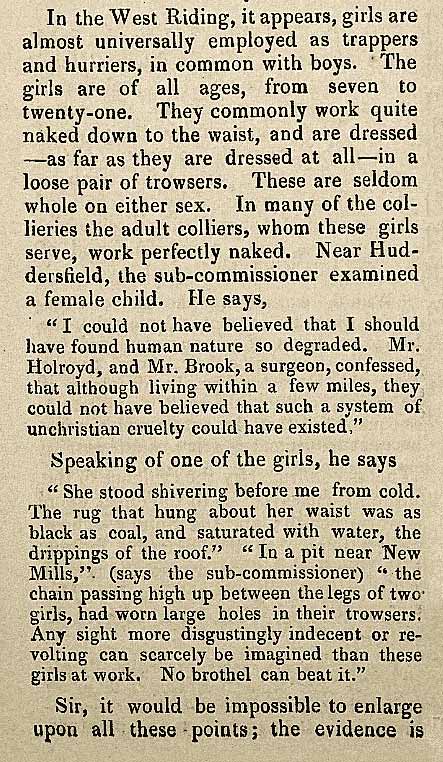 In the West Riding, it appears, girls are
almost universally employed as trappers
and hurriers, in common with boys. The
girls are of all ages, from seven to
twenty-one. They commonly work quite
naked down to the waist, and are dressed
—as far as they are dressed at all—in a
loose pair of trowsers. These are seldom
whole on either sex. In many of the col-
lieries the adult colliers, whom these girls
serve, work perfectly naked. Near Hud-
dersfield, the sub-commissioner examined
a female child. He says,
“I could not have believed that I should
have found human nature so degraded. Mr.
Holroyd, and Mr. Brook, a surgeon, confessed,
that although living within a few miles, they
could not have believed that such a system of
unchristian cruelty could have existed.”
Speaking of one of the girls, he says
“She stood shivering before me from cold.
The rug that hung about her waist was as
black as coal, and saturated with water, the
drippings of the roof.” “In a pit near New
Mills,” (says the sub-commissioner) “the
chain passing high up between the legs of two
girls, had worn large holes in their trowsers.
Any sight more disgustingly indecent or re-
volting can scarcely be imagined than these
girls at work. No brothel can beat it.”
Sir, it would be impossible to enlarge
upon all these points; the evidence is